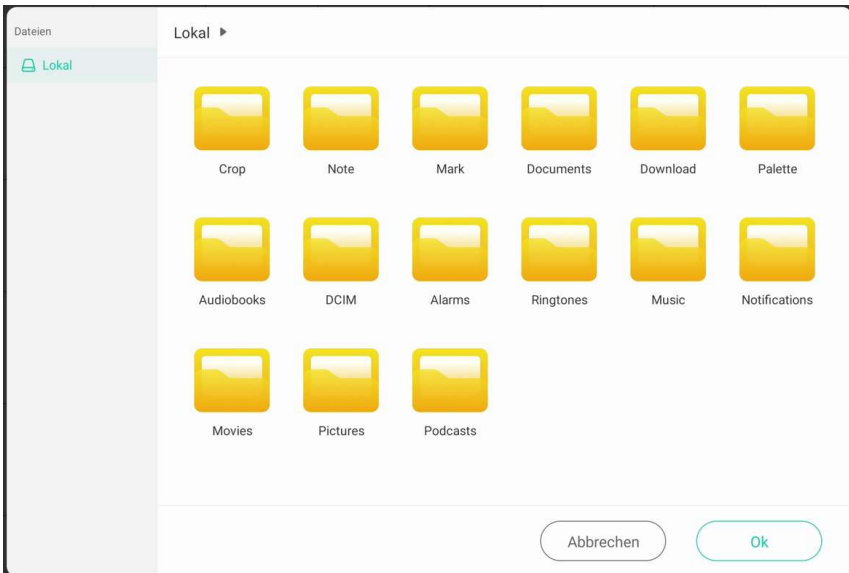 Dateien
Lokal
Lokal
Crop Note Mark Documents Download Palette
Audiobooks DCIM Alarms Ringtones Music Notifications
Movies Pictures Podcasts
Abbrechen Ok